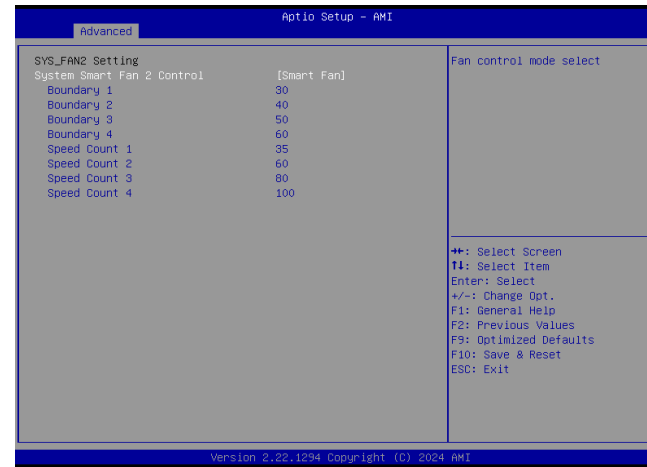 Aptio Setup - AMI
Advanced
SYS_FAN2 Setting
System Smart Fan 2 Control [Smart Fan]
Boundary 1 30
Boundary 2 40
Boundary 3 50
Boundary 4 60
Speed Count 1 35
Speed Count 2 60
Speed Count 3 80
Speed Count 4 100
Fan control mode select
→←: Select Screen
↑↓: Select Item
Enter: Select
+/-: Change Opt.
F1: General Help
F2: Previous Values
F9: Optimized Defaults
F10: Save & Reset
ESC: Exit
Version 2.22.1294 Copyright (C) 2024 AMI